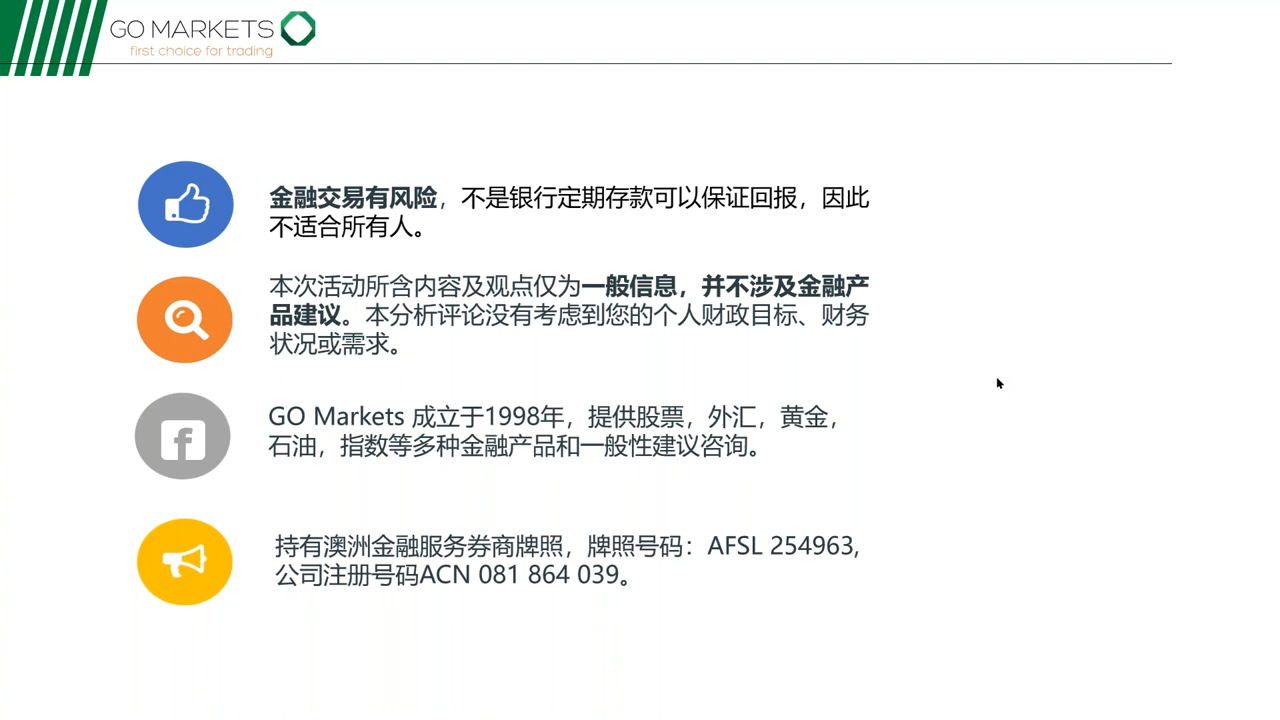 GO MARKETS
first choice for trading
金融交易有风险，不是银行定期存款可以保证回报，因此
不适合所有人。
本次活动所含内容及观点仅为一般信息，并不涉及金融产
品建议。本分析评论没有考虑到您的个人财政目标、财务
状况或需求。
GO Markets 成立于1998年，提供股票，外汇，黄金，
石油，指数等多种金融产品和一般性建议咨询。
持有澳洲金融服务券商牌照，牌照号码：AFSL 254963,
公司注册号码ACN 081 864 039。